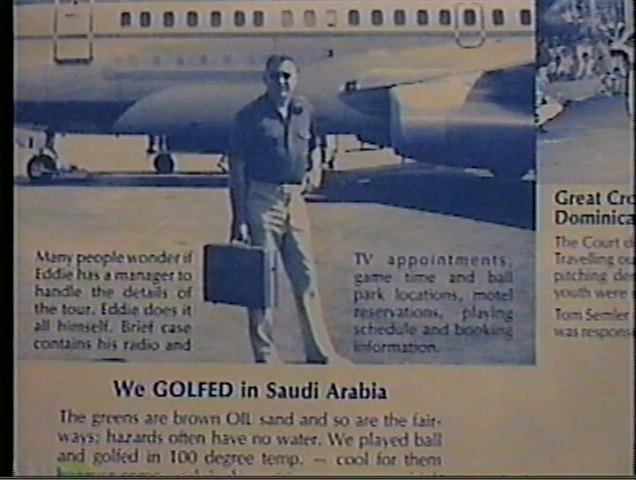 Many people wonder if
Eddie has a manager to
handle the details of
the tour. Eddie does it
all himself. Brief case
contains his radio and
TV appointments,
game time and ball
park locations, motel
reservations, playing
schedule and booking
information.
We GOLFED in Saudi Arabia
The greens are brown OIL sand and so are the fair-
ways; hazards often have no water. We played ball
and golfed in 100 degree temp. — cool for them
Great Cro
Dominica
The Court d
Travelling ou
pitching de
youth were
Tom Semler
was respons